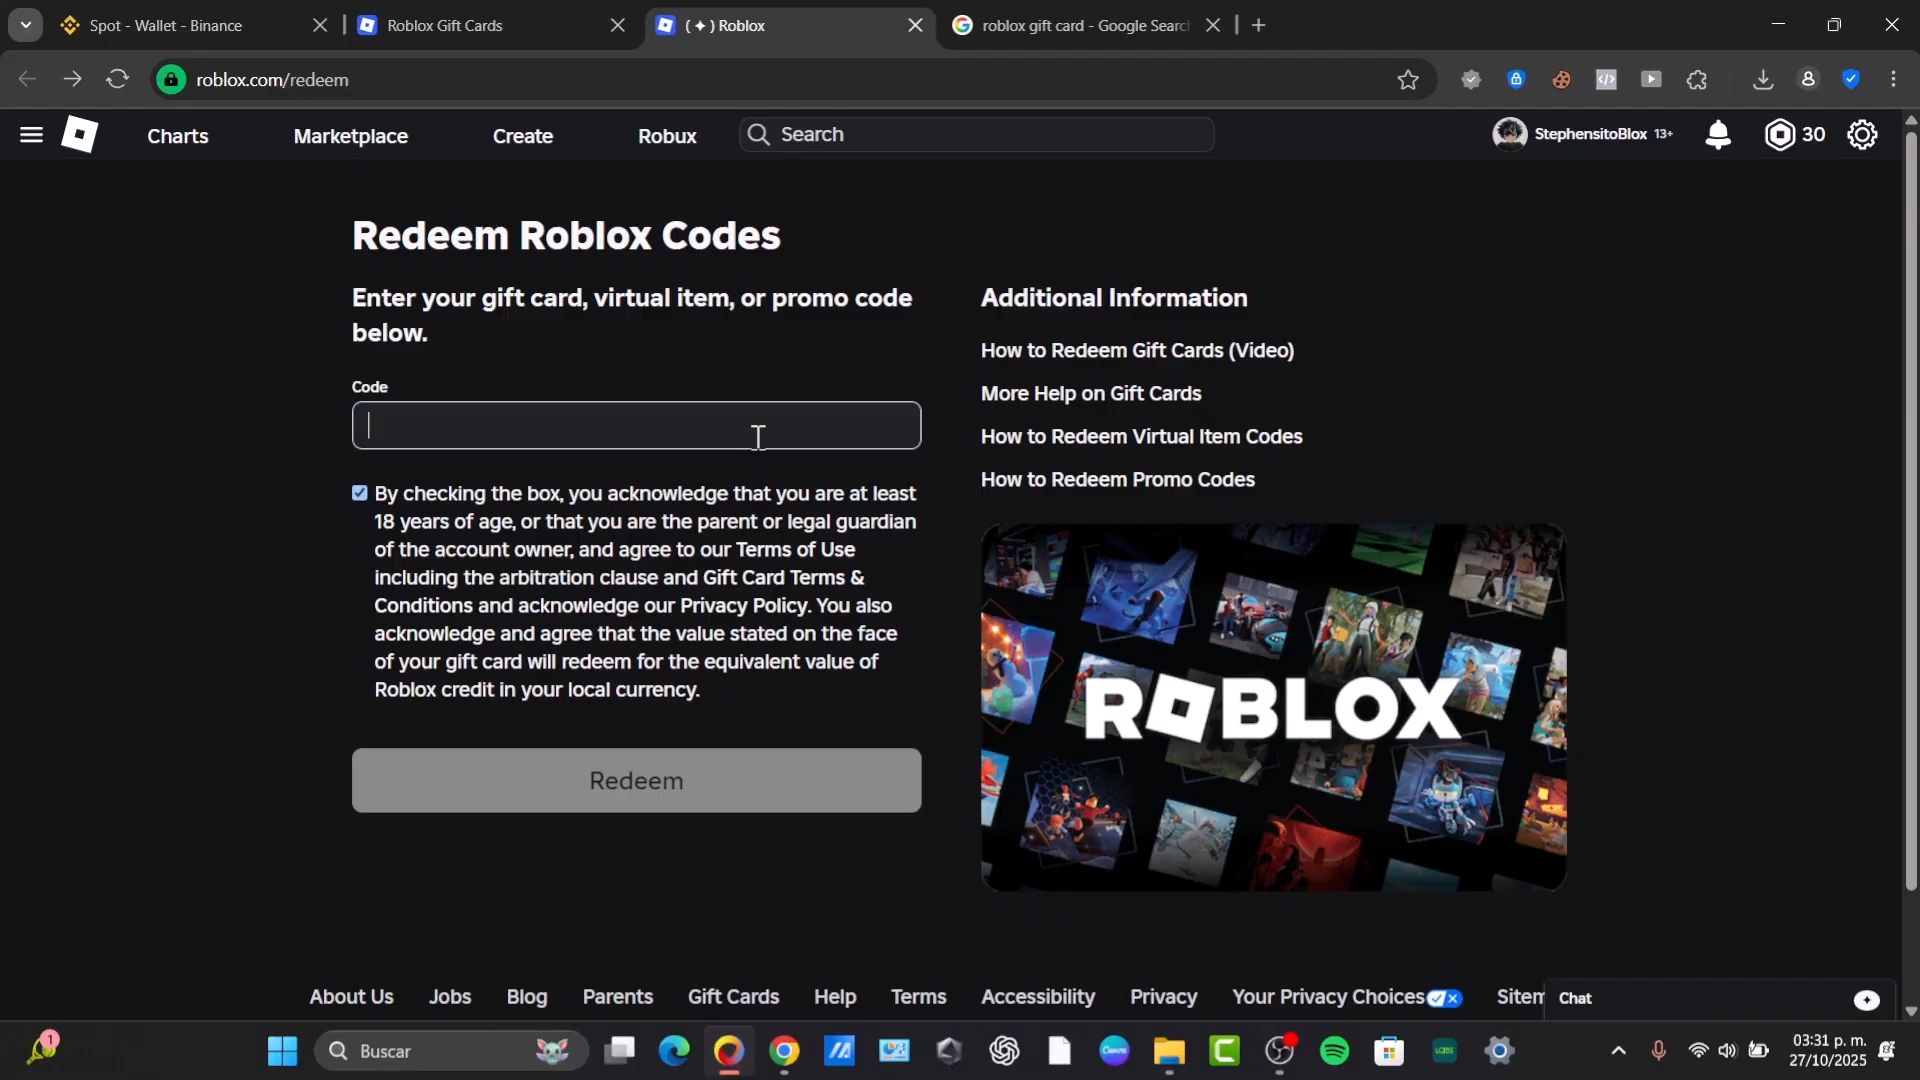 Spot - Wallet - Binance
Roblox Gift Cards
(✦) Roblox
roblox gift card - Google Searc
roblox.com/redeem
Charts
Marketplace
Create
Robux
Search
StephensitoBlox 13+
30
Redeem Roblox Codes
Enter your gift card, virtual item, or promo code
below.
Code
By checking the box, you acknowledge that you are at least
18 years of age, or that you are the parent or legal guardian
of the account owner, and agree to our Terms of Use
including the arbitration clause and Gift Card Terms &
Conditions and acknowledge our Privacy Policy. You also
acknowledge and agree that the value stated on the face
of your gift card will redeem for the equivalent value of
Roblox credit in your local currency.
Redeem
Additional Information
How to Redeem Gift Cards (Video)
More Help on Gift Cards
How to Redeem Virtual Item Codes
How to Redeem Promo Codes
ROBLOX
About Us
Jobs
Blog
Parents
Gift Cards
Help
Terms
Accessibility
Privacy
Your Privacy Choices
Sitem
Chat
1
Buscar
Canva
03:31 p. m.
27/10/2025